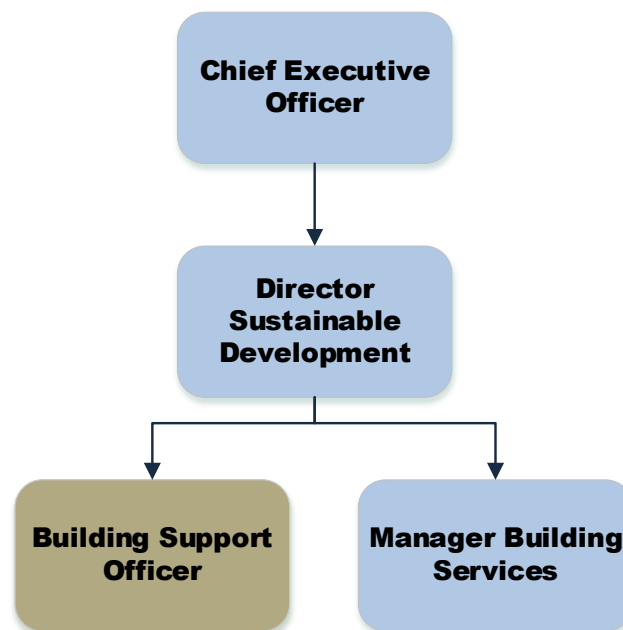 Chief Executive
Officer
Director
Sustainable
Development
Building Support
Officer
Manager Building
Services